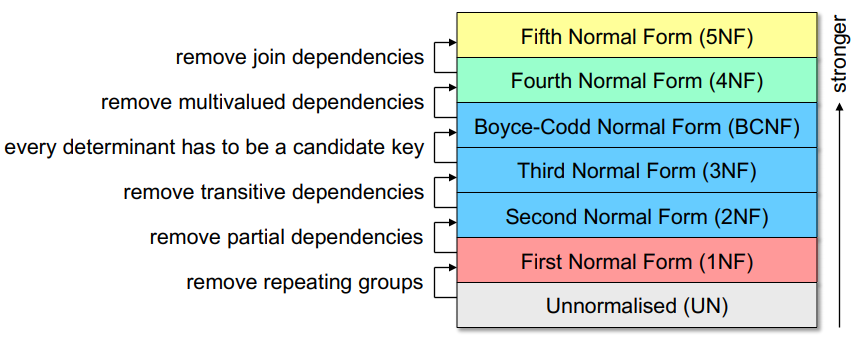 Fifth Normal Form (5NF)
remove join dependencies
Fourth Normal Form (4NF)
remove multivalued dependencies
Boyce-Codd Normal Form (BCNF)
every determinant has to be a candidate key
Third Normal Form (3NF)
remove transitive dependencies
Second Normal Form (2NF)
remove partial dependencies
First Normal Form (1NF)
remove repeating groups
Unnormalised (UN)
stronger